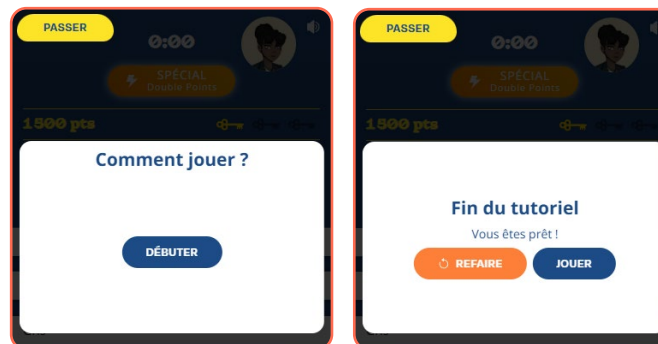 PASSER
0:00
SPÉCIAL
Double Points
1500 pts
Comment jouer ?
DÉBUTER
PASSER
0:00
SPÉCIAL
Double Points
1500 pts
Fin du tutoriel
Vous êtes prêt !
REFAIRE JOUER